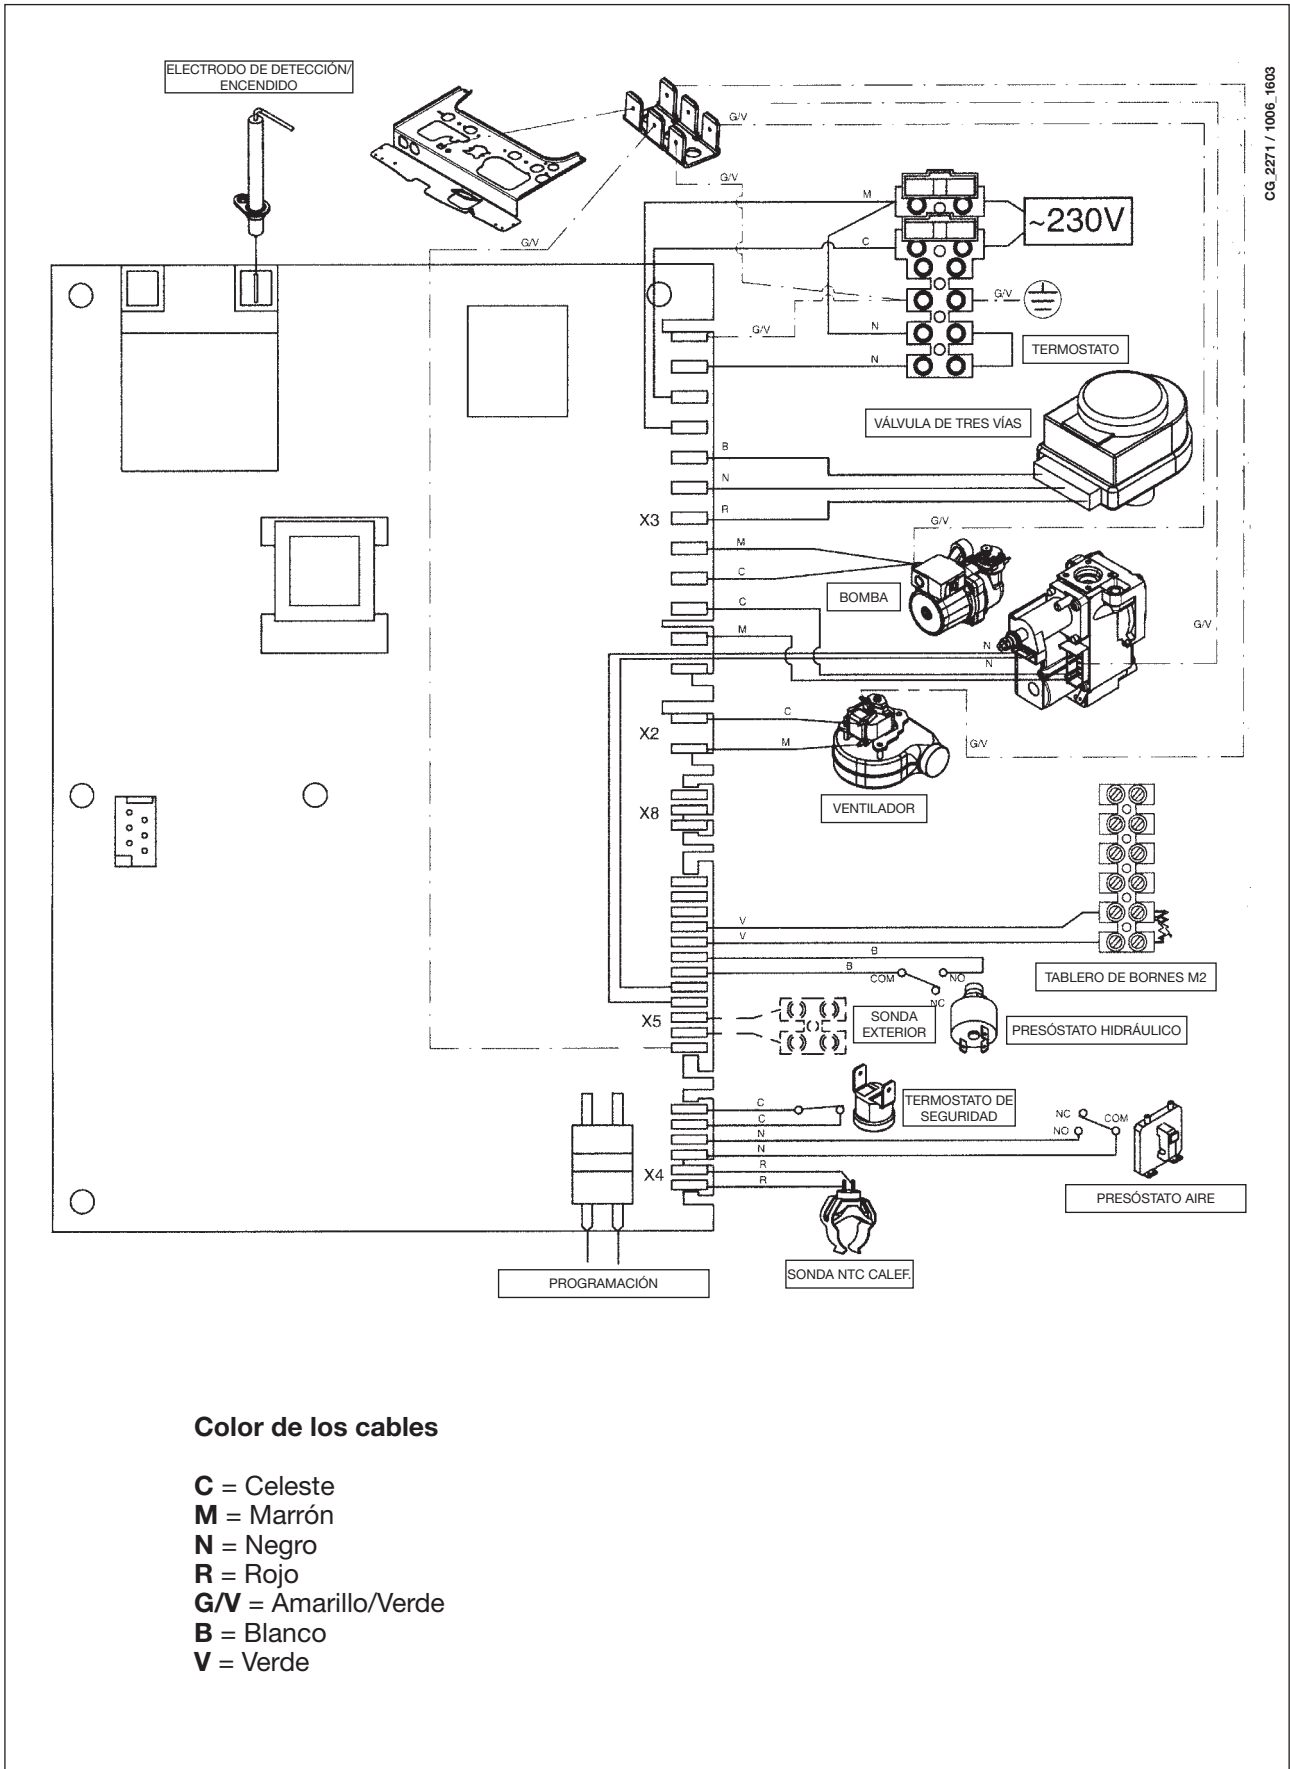 CG_2271 / 1006_1603
ELECTRODO DE DETECCIÓN/
ENCENDIDO
G/V
G/V
G/V
M
~230V
C
G/V
G/V
N
TERMOSTATO
N
VÁLVULA DE TRES VÍAS
B
N
R
X3
G/V
M
C
BOMBA
C
M
G/V
N
N
C
X2
M
G/V
VENTILADOR
X8
V
V
B
B
COM
NO
NC
TABLERO DE BORNES M2
X5
SONDA
EXTERIOR
PRESÓSTATO HIDRÁULICO
C
C
TERMOSTATO DE
SEGURIDAD
NC
COM
NO
N
N
X4
R
R
PRESÓSTATO AIRE
SONDA NTC CALEF.
PROGRAMACIÓN
Color de los cables
C = Celeste
M = Marrón
N = Negro
R = Rojo
G/V = Amarillo/Verde
B = Blanco
V = Verde